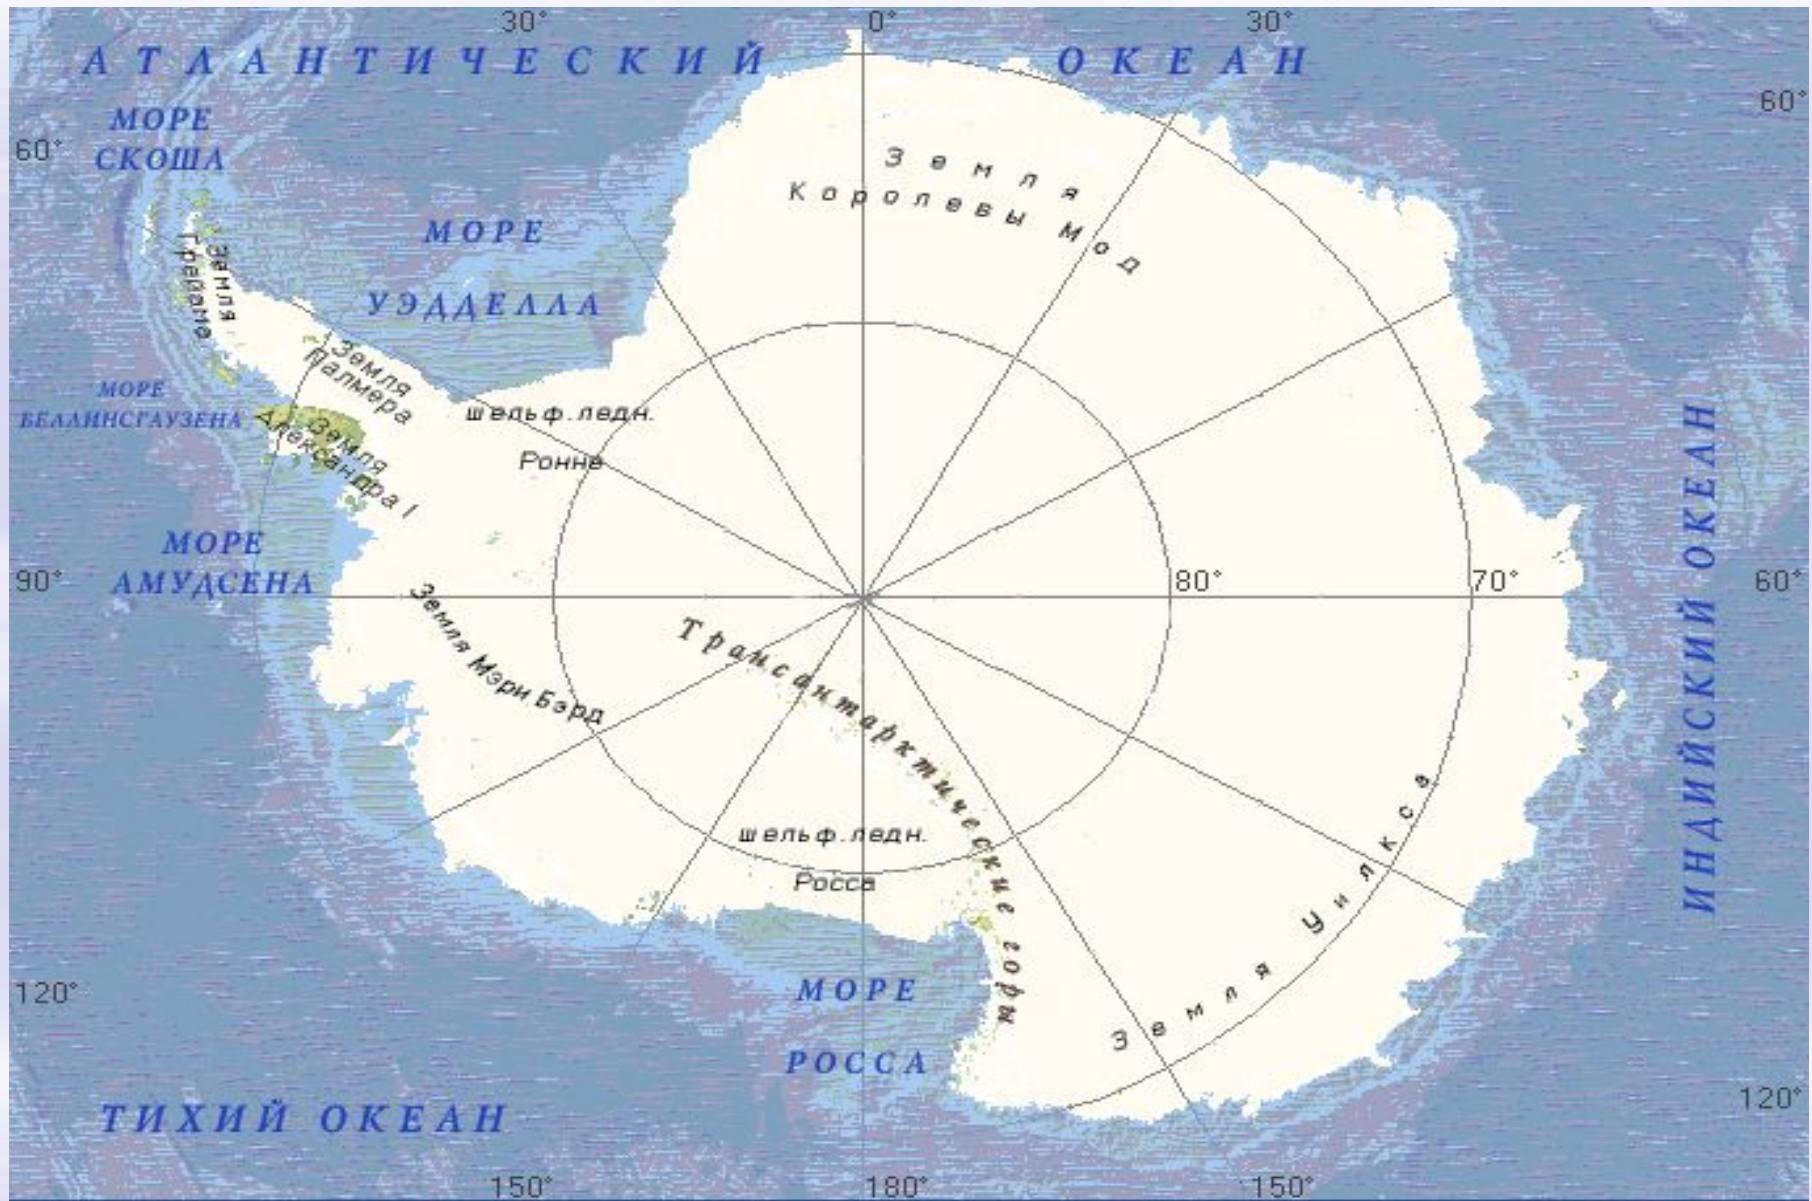 30° 0° 30°
АТЛАНТИЧЕСКИЙ ОКЕАН
60°
МОРЕ
СКОША
60°
Земля
Королевы Мод
МОРЕ
УЭДДЕЛЛА
Земля
Грейаме
Земля
Палмера
МОРЕ
БЕЛЛИНСГАУЗЕНА
шельф.ледн.
Ронне
Земля
Александра I
ИНДИЙСКИЙ ОКЕАН
МОРЕ
АМУДСЕНА
90° 80° 70° 60°
Земля Мэри Бэрд
Трансантарктические горы
шельф.ледн.
Росса
Земля Уилкса
МОРЕ
РОССА
120°
ТИХИЙ ОКЕАН
120°
150° 180° 150°